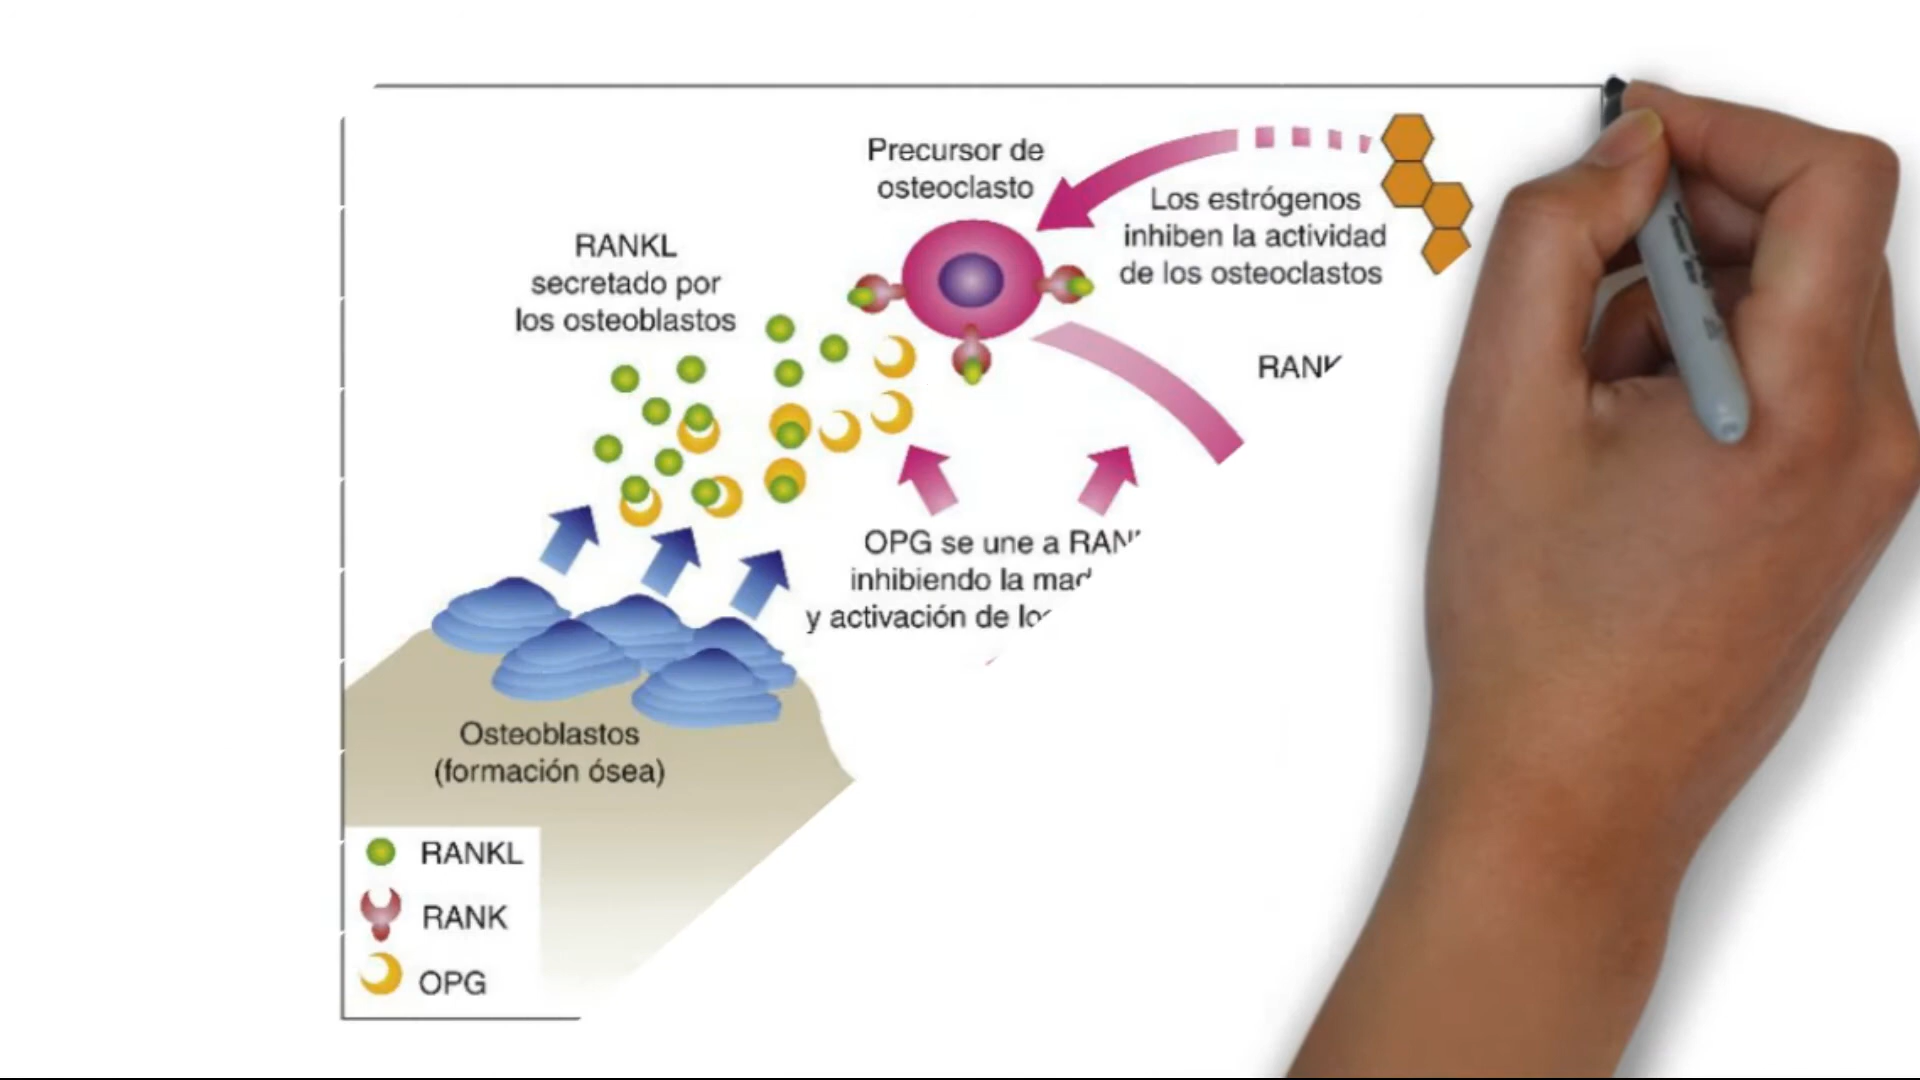 Precursor de
osteoclasto
Los estrógenos
inhiben la actividad
de los osteoclastos
RANKL
secretado por
los osteoblastos
OPG se une a
inhibiendo la
y activación de
Osteoblastos
(formación ósea)
RANKL
RANK
OPG